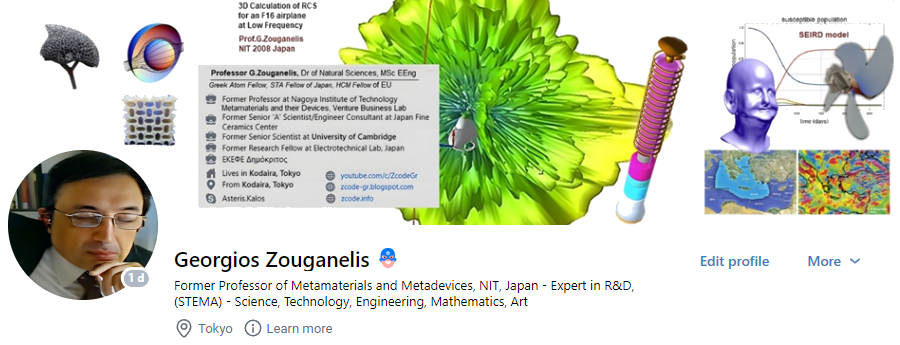 3D Calculation of RCS
for an F16 airplane
at Low Frequency
Prof.G.Zouganelis
NIT 2008 Japan
Professor G.Zouganelis, Dr of Natural Sciences, MSc EEng
Greek Atom Fellow, STA Fellow of Japan, HCM Fellow of EU
Former Professor at Nagoya Institute of Technology
Metamaterials and their Devices, Venture Business Lab
Former Senior 'A' Scientist/Engineer Consultant at Japan Fine
Ceramics Center
Former Senior Scientist at University of Cambridge
Former Research Fellow at Electrotechnical Lab, Japan
ΕΚΕΦΕ Δημόκριτος
Lives in Kodaira, Tokyo
From Kodaira, Tokyo
Asteris.Kalos
youtube.com/c/ZcodeGr
zcode-gr.blogspot.com
zcode.info
susceptible population
SEIRD model
time (days)
1 d
Georgios Zouganelis
Edit profile
More
Former Professor of Metamaterials and Metadevices, NIT, Japan - Expert in R&D,
(STEMA) - Science, Technology, Engineering, Mathematics, Art
Tokyo
Learn more